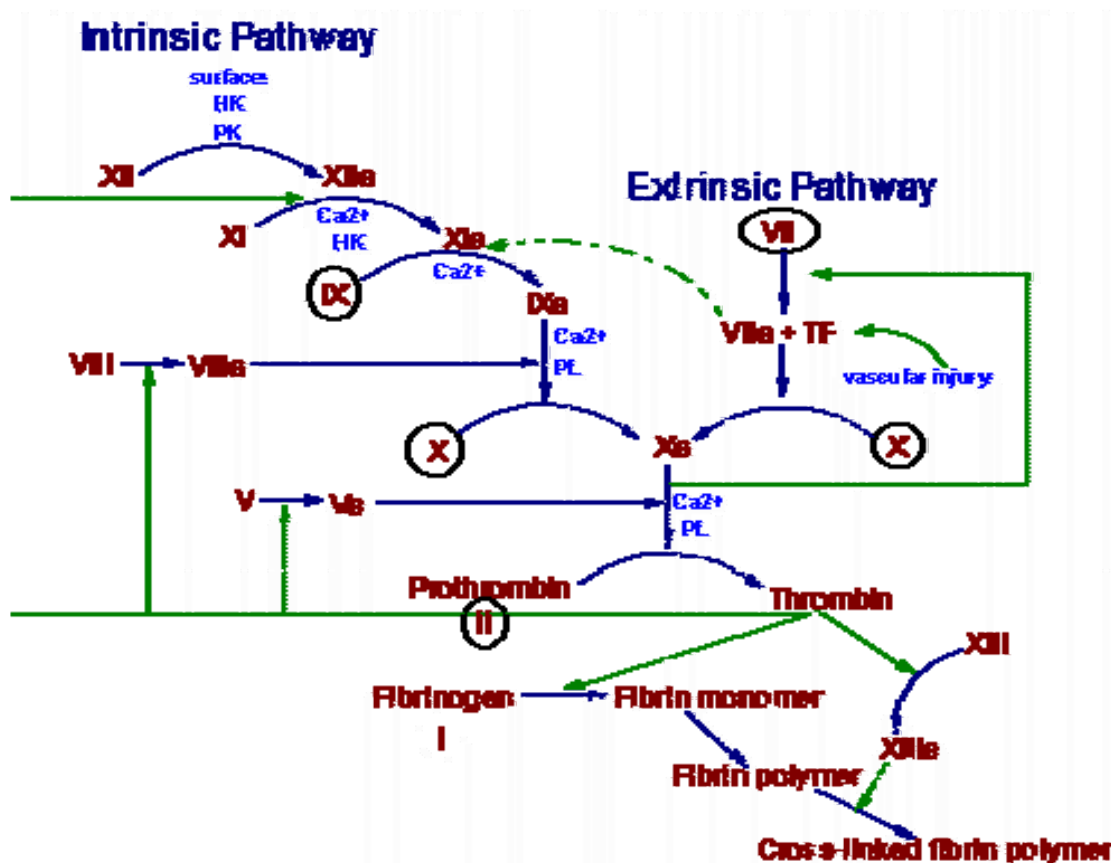 Intrinsic Pathway
surfaces
HK
PK
XII
XIIa
Extrinsic Pathway
XI
Ca2+
HK
XIa
VII
IX
Ca2+
IXa
VIIa + TF
Ca2+
PL
VIII
VIIIa
vascular injury
X
Xa
X
V
Va
Ca2+
PL
Prothrombin
II
Thrombin
XIII
Fibrinogen
I
Fibrin monomer
XIIIa
Fibrin polymer
Cross-linked fibrin polymer